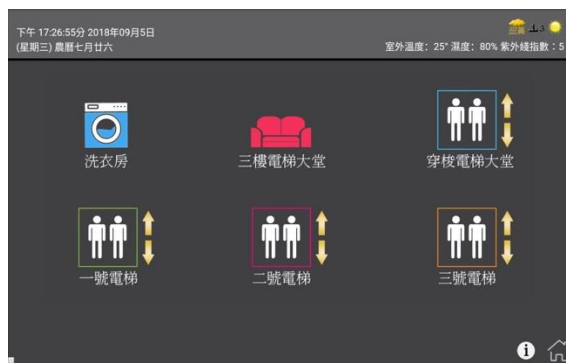 下午 17:26:55分 2018年09月5日
(星期三) 農曆七月廿六
3
室外溫度：25° 濕度：80% 紫外綫指數：5
洗衣房
三樓電梯大堂
穿梭電梯大堂
一號電梯
二號電梯
三號電梯
i